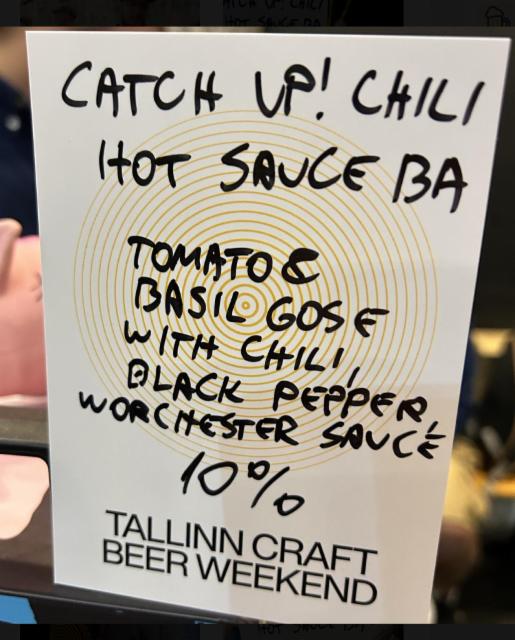 CATCH UP! CHILI
HOT SAUCE BA
TOMATO &
BASIL GOSE
WITH CHILI,
BLACK PEPPER,
WORCHESTER SAUCE
10%
TALLINN CRAFT
BEER WEEKEND